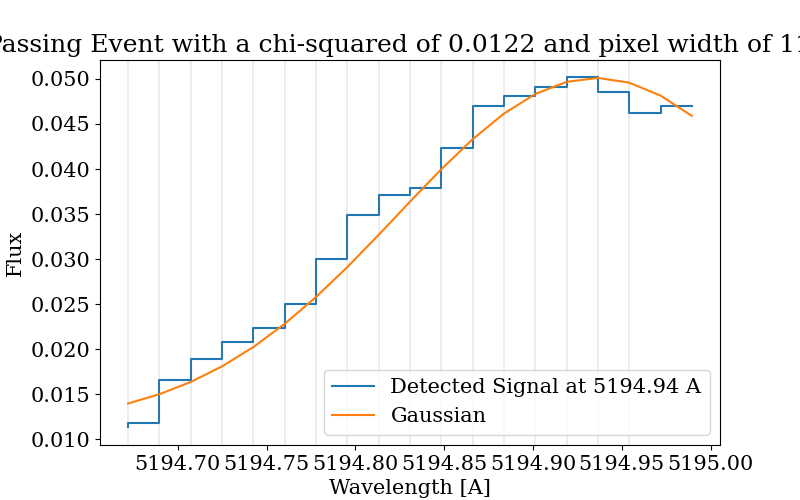 Passing Event with a chi-squared of 0.0122 and pixel width of 11
0.050
0.045
0.040
0.035
0.030
0.025
0.020
0.015
0.010
Flux
Detected Signal at 5194.94 A
Gaussian
5194.70 5194.75 5194.80 5194.85 5194.90 5194.95 5195.00
Wavelength [A]